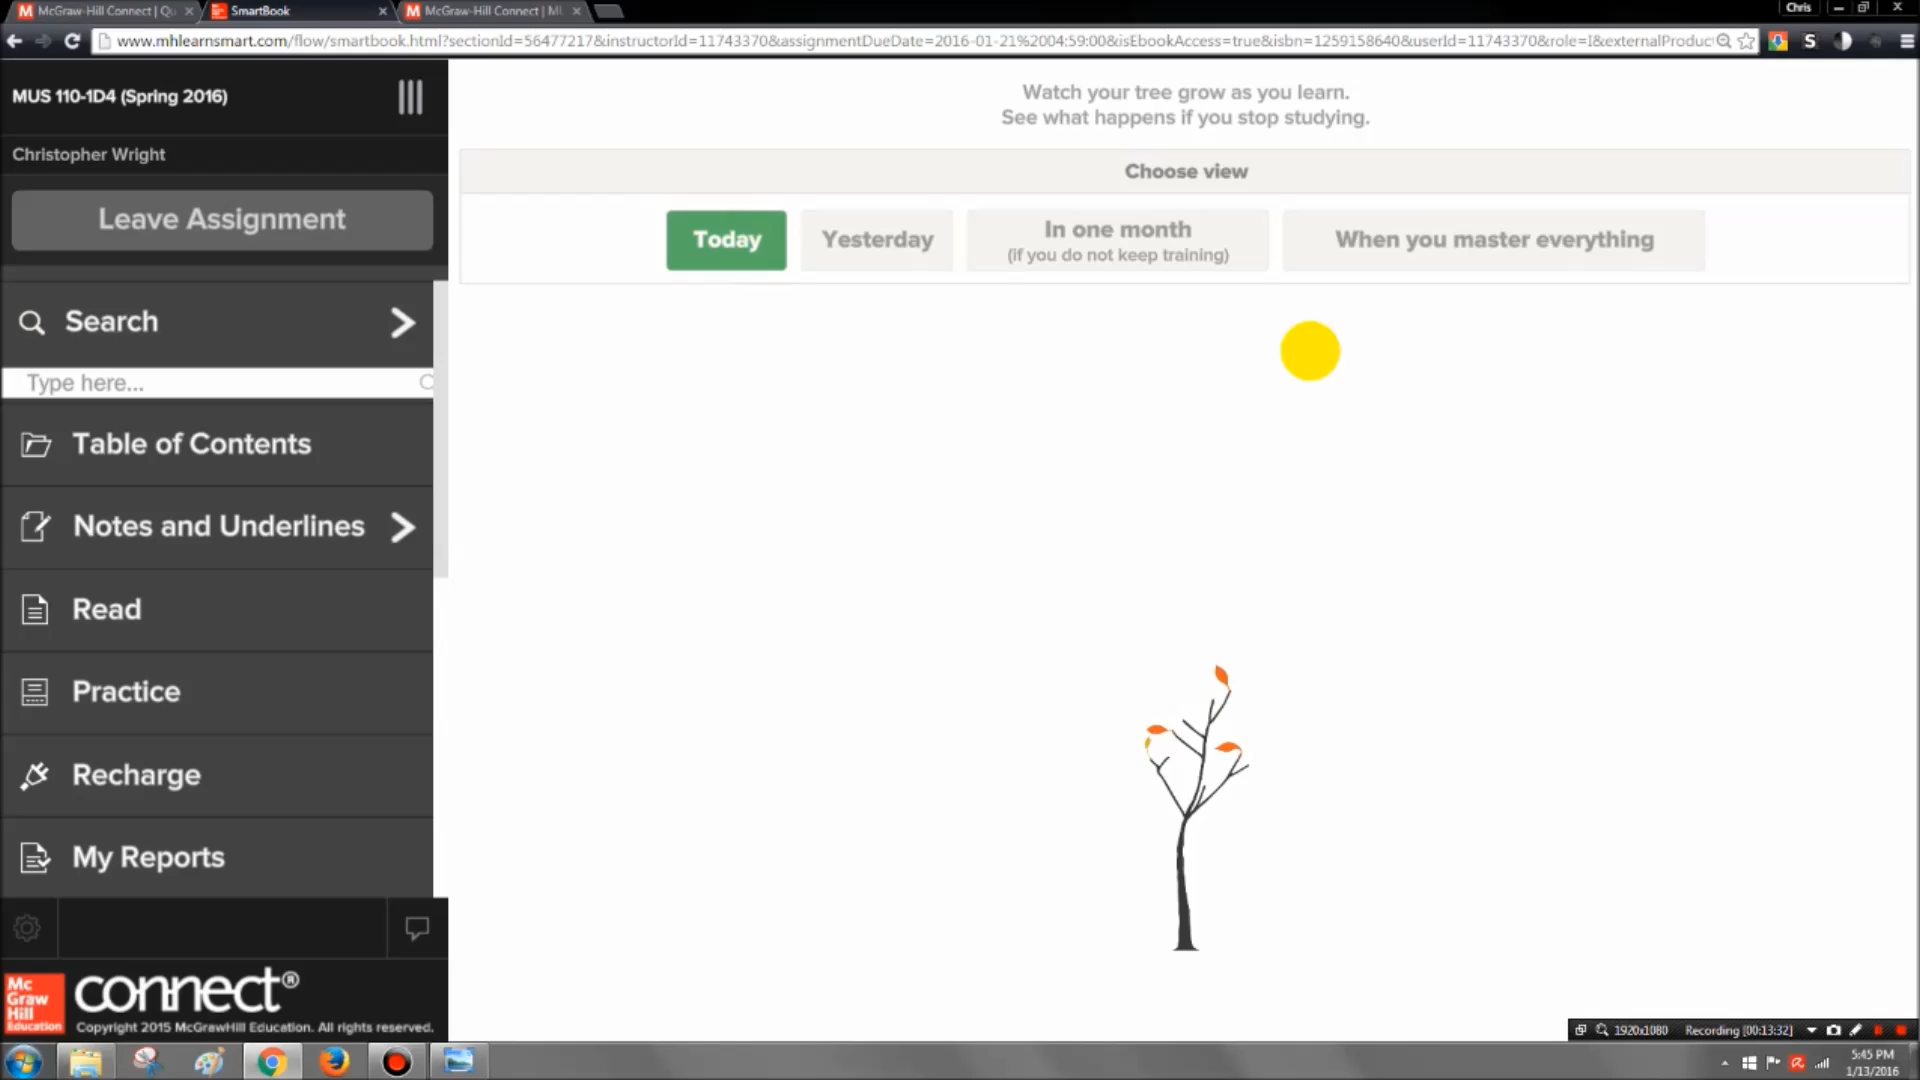 McGraw-Hill Connect | Qu
SmartBook
McGraw-Hill Connect | ML
Chris
www.mhlearnsmart.com/flow/smartbook.html?sectionId=56477217&instructorId=11743370&assignmentDueDate=2016-01-21%2004:59:00&isEbookAccess=true&isbn=1259158640&userId=11743370&role=I&externalProduct
S
MUS 110-1D4 (Spring 2016)
Christopher Wright
Leave Assignment
Search
Type here...
Table of Contents
Notes and Underlines
Read
Practice
Recharge
My Reports
Watch your tree grow as you learn.
See what happens if you stop studying.
Choose view
Today
Yesterday
In one month
(if you do not keep training)
When you master everything
Mc
Graw
Hill
Education
connect®
Copyright 2015 McGrawHill Education. All rights reserved.
1920x1080
Recording [00:13:32]
5:45 PM
1/13/2016